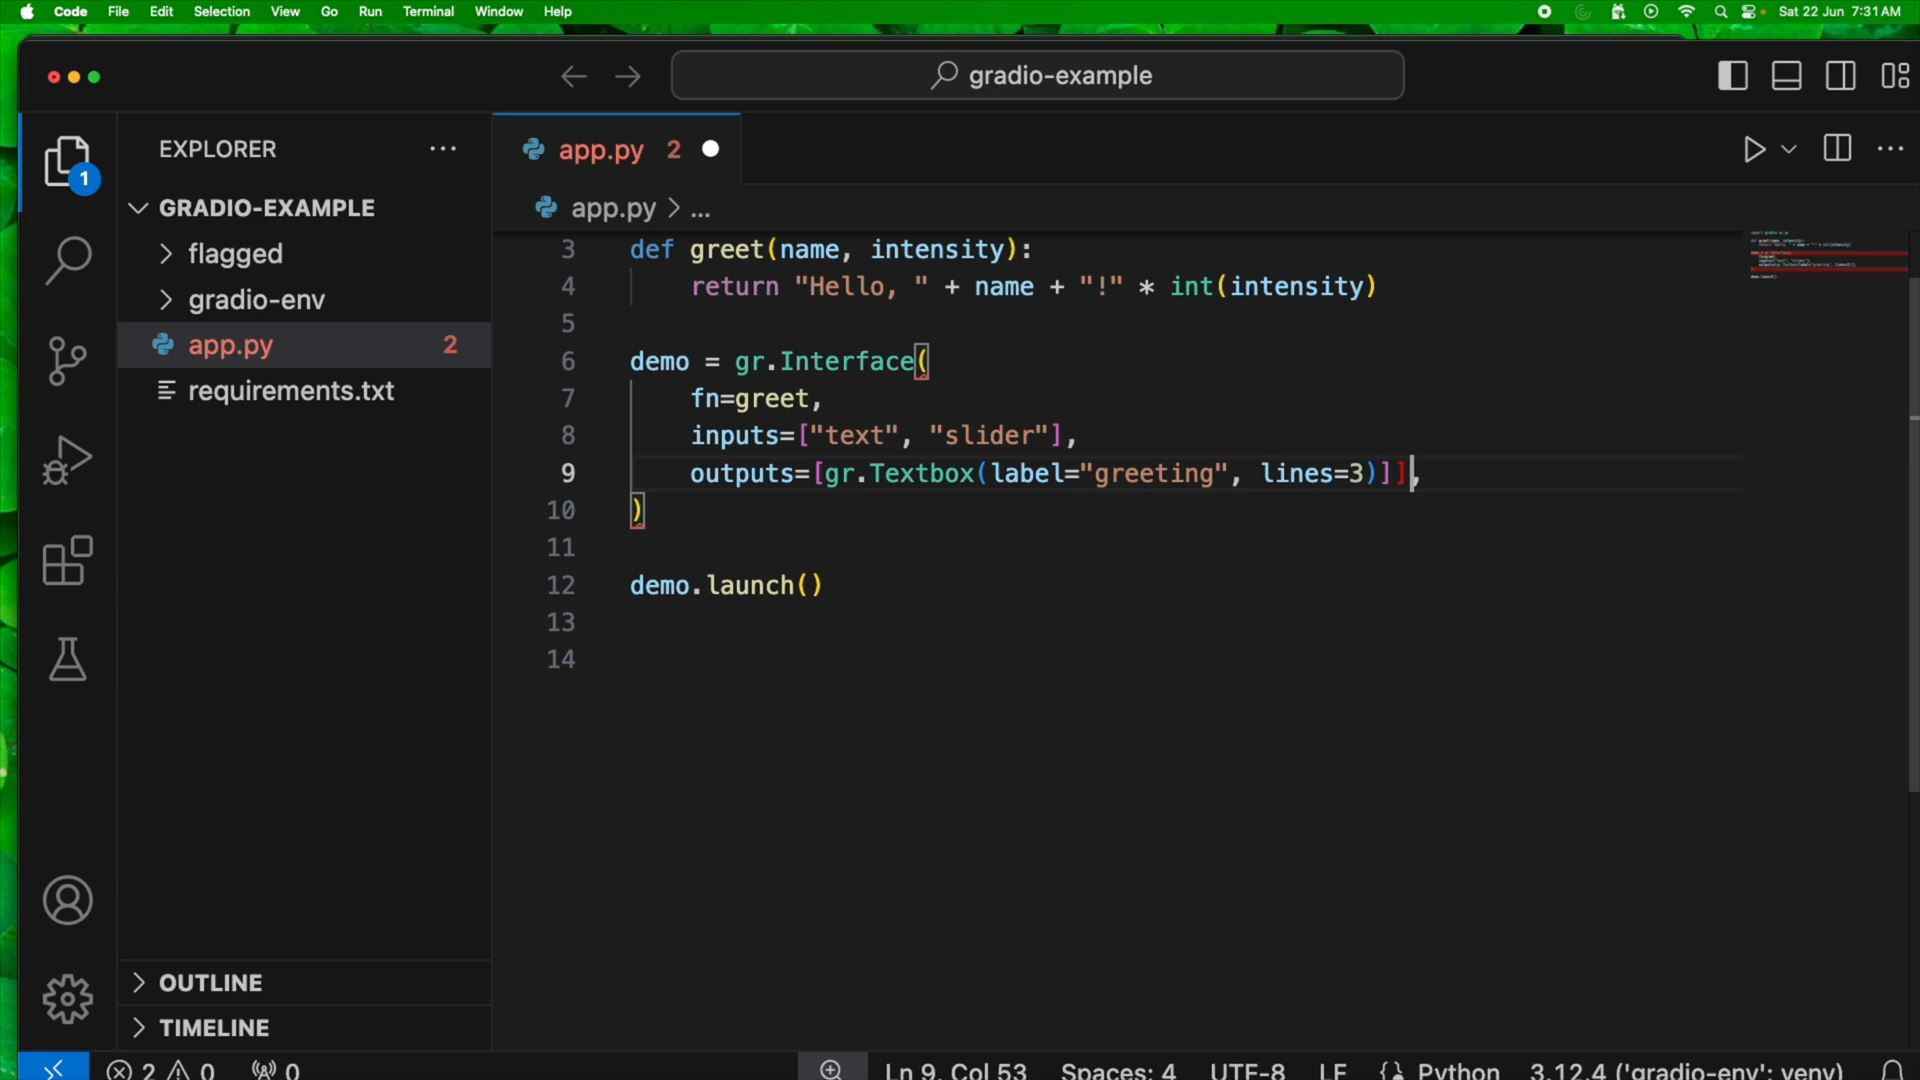 Code File Edit Selection View Go Run Terminal Window Help Sat 22 Jun 7:31 AM
gradio-example
EXPLORER
app.py 2
1
GRADIO-EXAMPLE
app.py > ...
flagged
gradio-env
app.py 2
requirements.txt
3 def greet(name, intensity):
4 return "Hello, " + name + "!" * int(intensity)
5
6 demo = gr.Interface(
7 fn=greet,
8 inputs=["text", "slider"],
9 outputs=[gr.Textbox(label="greeting", lines=3)]],
10 )
11
12 demo.launch()
13
14
OUTLINE
TIMELINE
2 0 0 Ln 9, Col 53 Spaces: 4 UTF-8 LF Python 3.12.4 ('gradio-env': venv)